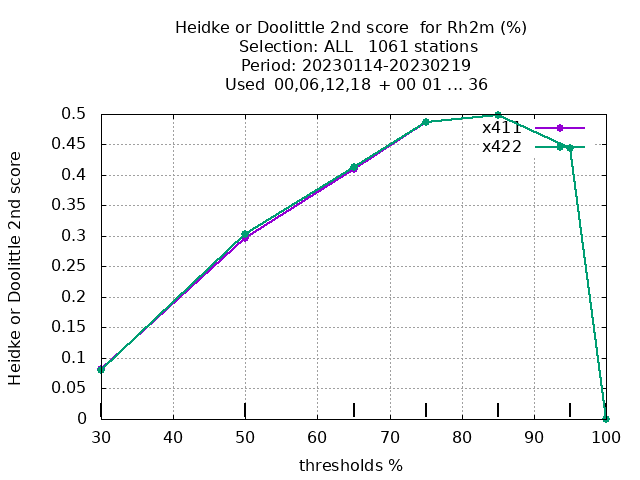 Heidke or Doolittle 2nd score  for Rh2m (%)
Selection: ALL   1061 stations
Period: 20230114-20230219
Used  00,06,12,18  + 00 01 ... 36
Heidke or Doolittle 2nd score
0.5
0.45
0.4
0.35
0.3
0.25
0.2
0.15
0.1
0.05
0
x411
x422
30 40 50 60 70 80 90 100
thresholds %